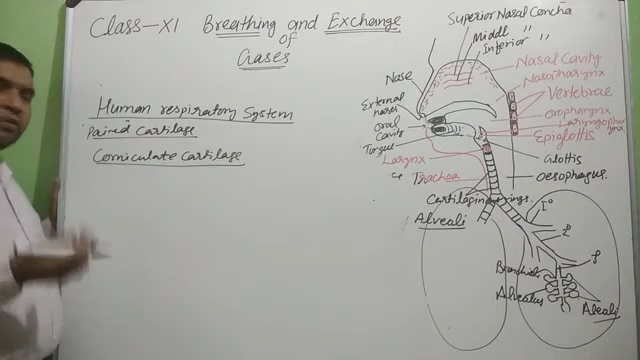 Class-XI Breathing and Exchange
of
Gases
Human respiratory System
Paired Cartilage
Corniculate Cartilage
Superior Nasal Concha
Middle "
Inferior "
Nasal Cavity
Nasopharynx
Vertebrae
Oropharynx
Laryngopharynx
Epiglottis
Glottis
Oesophagus
Nose
External
nares
Oral
Cavity
Tongue
Larynx
Trachea
Cartilaginous rings
Alveoli
1°
2
Bronchiole
Alveolus
Alveoli